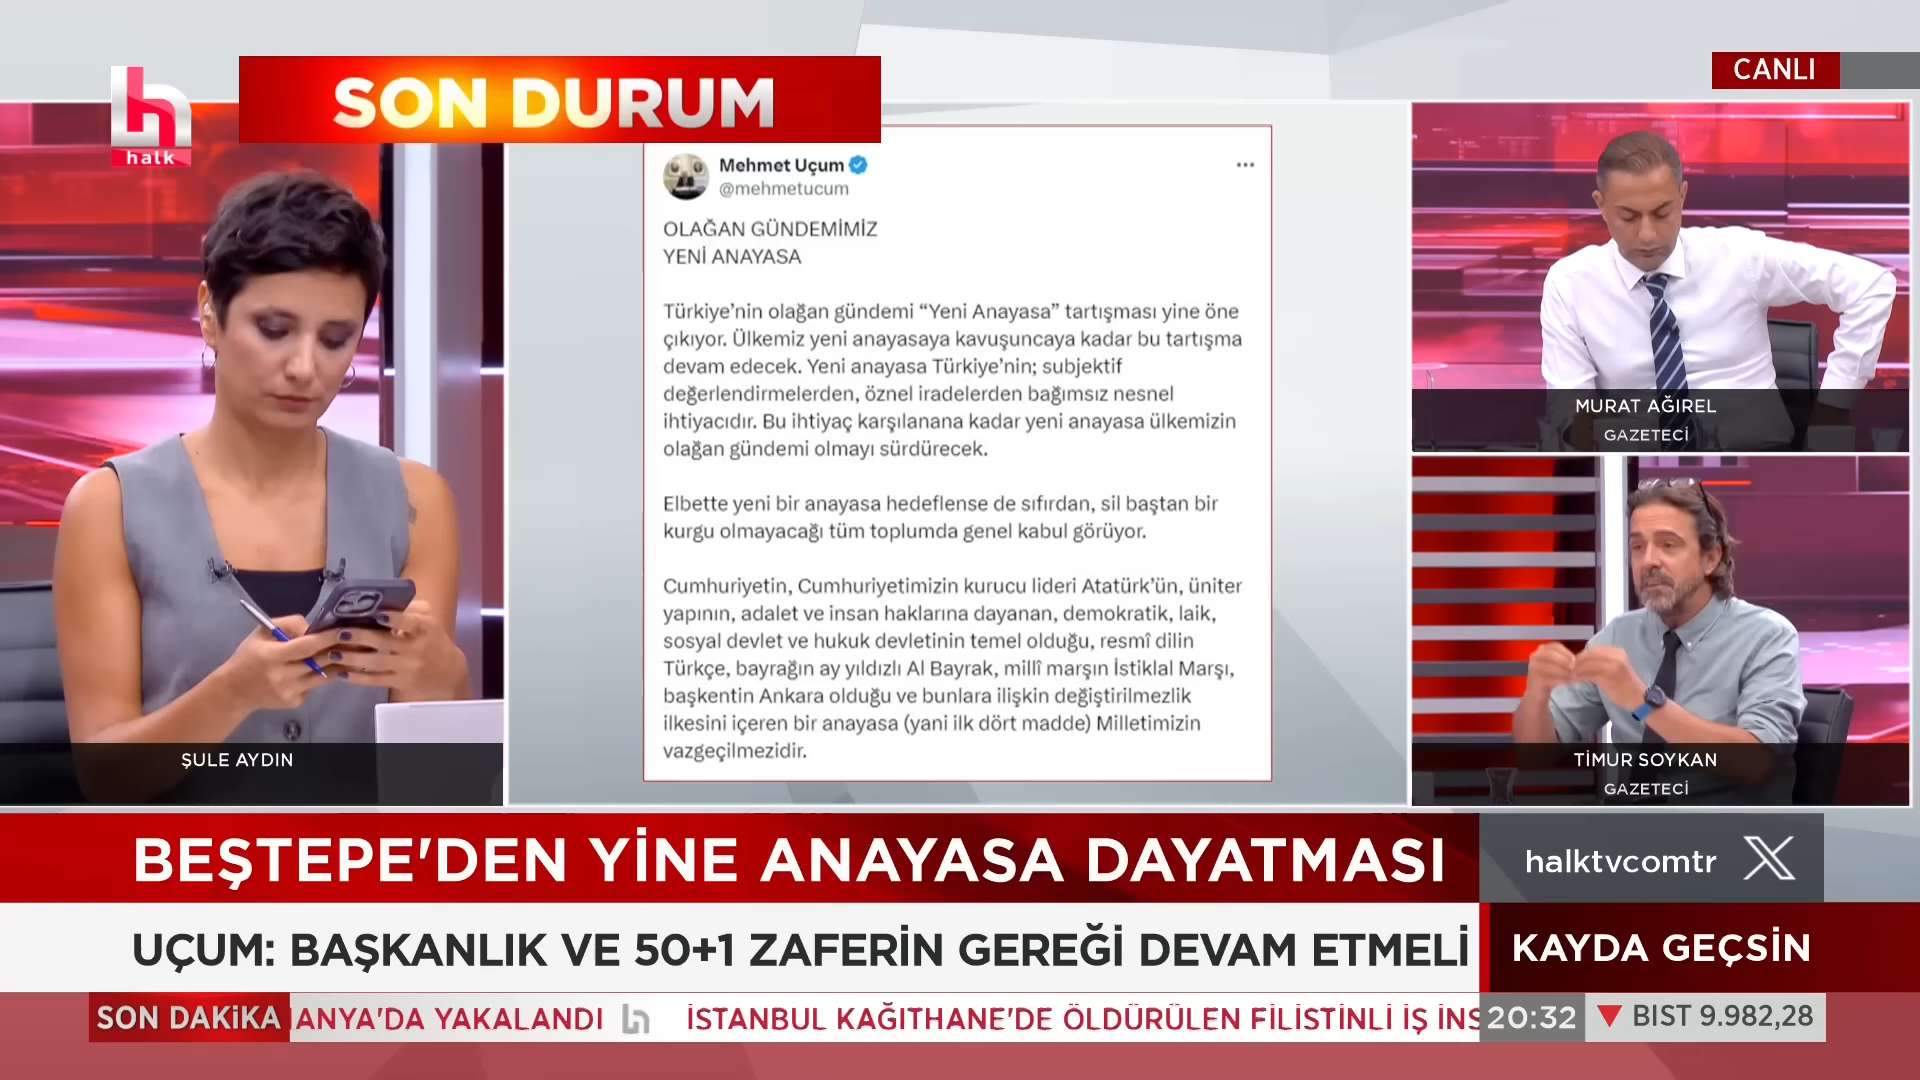 SON DURUM
CANLI
halk
Mehmet Uçum
@mehmetucum
OLAĞAN GÜNDEMİMİZ
YENİ ANAYASA
Türkiye’nin olağan gündemi “Yeni Anayasa” tartışması yine öne
çıkıyor. Ülkemiz yeni anayasaya kavuşuncaya kadar bu tartışma
devam edecek. Yeni anayasa Türkiye’nin; subjektif
değerlendirmelerden, öznel iradelerden bağımsız nesnel
ihtiyacıdır. Bu ihtiyaç karşılanana kadar yeni anayasa ülkemizin
olağan gündemi olmayı sürdürecek.
Elbette yeni bir anayasa hedeflense de sıfırdan, sil baştan bir
kurgu olmayacağı tüm toplumda genel kabul görüyor.
Cumhuriyetin, Cumhuriyetimizin kurucu lideri Atatürk’ün, üniter
yapının, adalet ve insan haklarına dayanan, demokratik, laik,
sosyal devlet ve hukuk devletinin temel olduğu, resmî dilin
Türkçe, bayrağın ay yıldızlı Al Bayrak, millî marşın İstiklal Marşı,
başkentin Ankara olduğu ve bunlara ilişkin değiştirilmezlik
ilkesini içeren bir anayasa (yani ilk dört madde) Milletimizin
vazgeçilmezidir.
MURAT AĞIREL
GAZETECİ
ŞULE AYDIN
TİMUR SOYKAN
GAZETECİ
BEŞTEPE'DEN YİNE ANAYASA DAYATMASI
halktvcomtr
UÇUM: BAŞKANLIK VE 50+1 ZAFERİN GEREĞİ DEVAM ETMELİ
KAYDA GEÇSİN
SON DAKİKA
ANYA'DA YAKALANDI
İSTANBUL KAĞITHANE'DE ÖLDÜRÜLEN FİLİSTİNLİ İŞ İNS
20:32
BIST 9.982,28